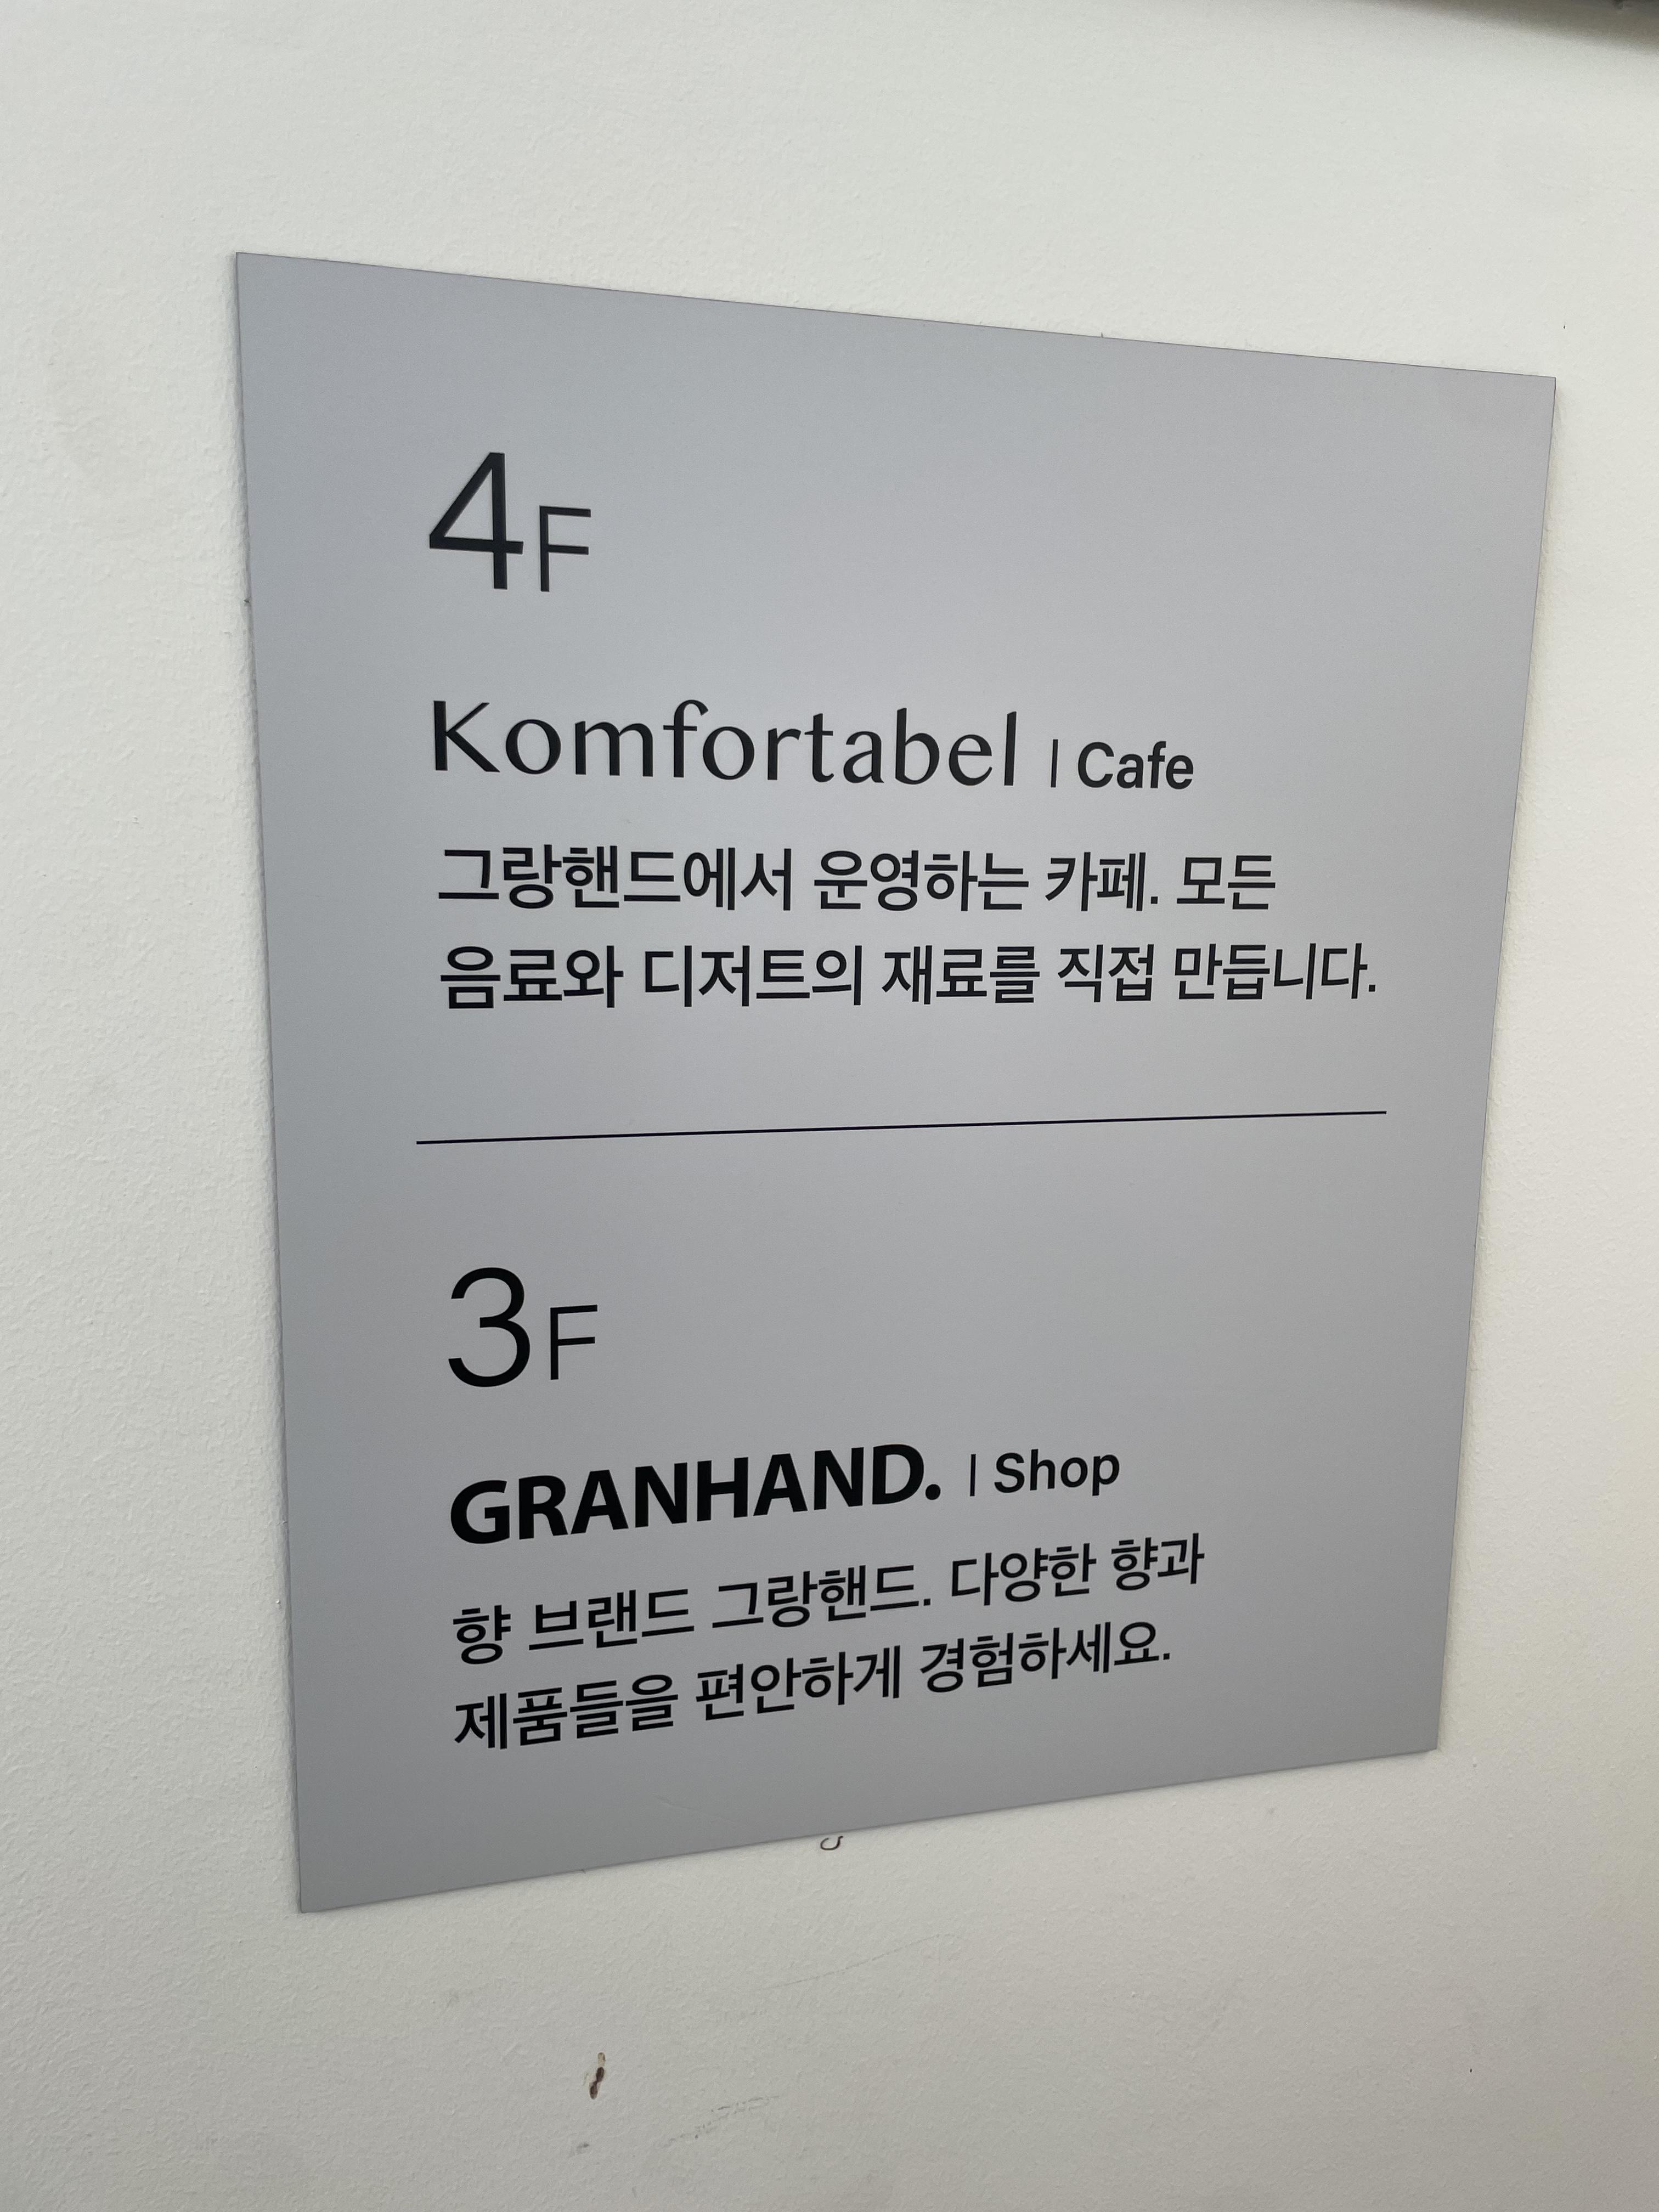 4F
Komfortabel | Cafe
그랑핸드에서 운영하는 카페. 모든
음료와 디저트의 재료를 직접 만듭니다.
3F
GRANHAND. | Shop
향 브랜드 그랑핸드. 다양한 향과
제품들을 편안하게 경험하세요.